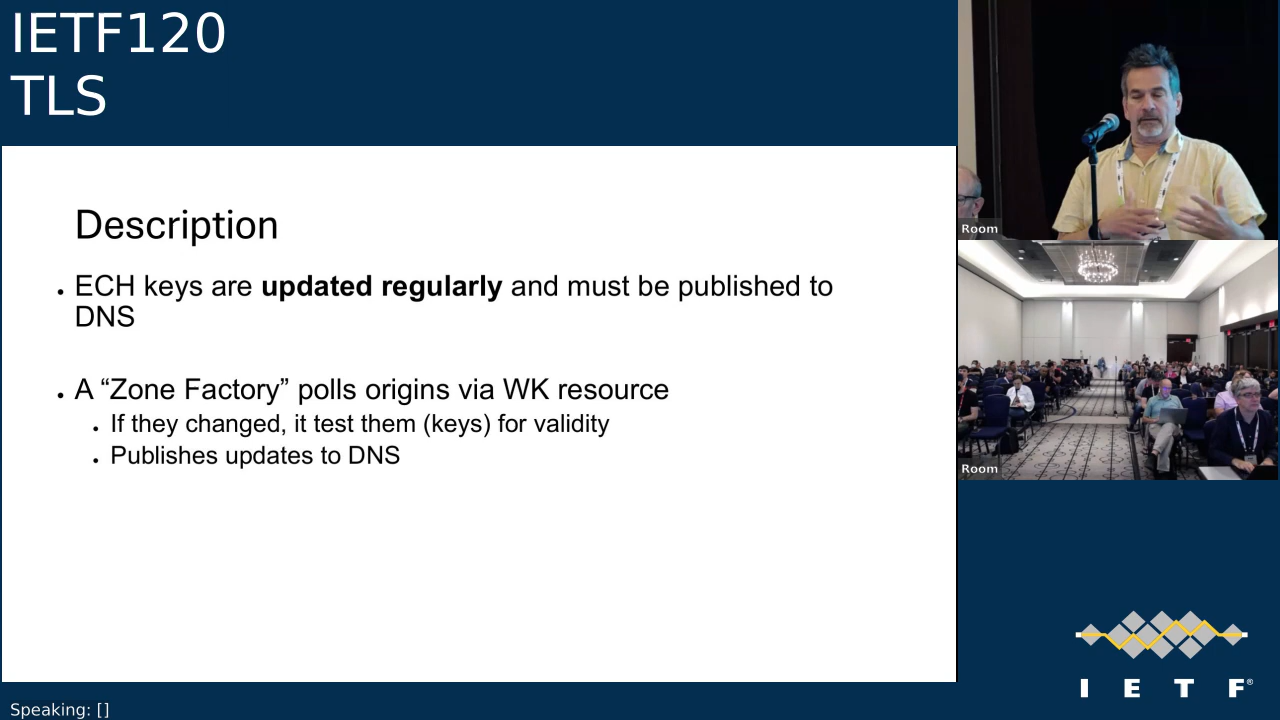 IETF120
TLS
Description
ECH keys are updated regularly and must be published to
DNS
A “Zone Factory” polls origins via WK resource
If they changed, it test them (keys) for validity
Publishes updates to DNS
Room
Room
I E T F®
Speaking: []